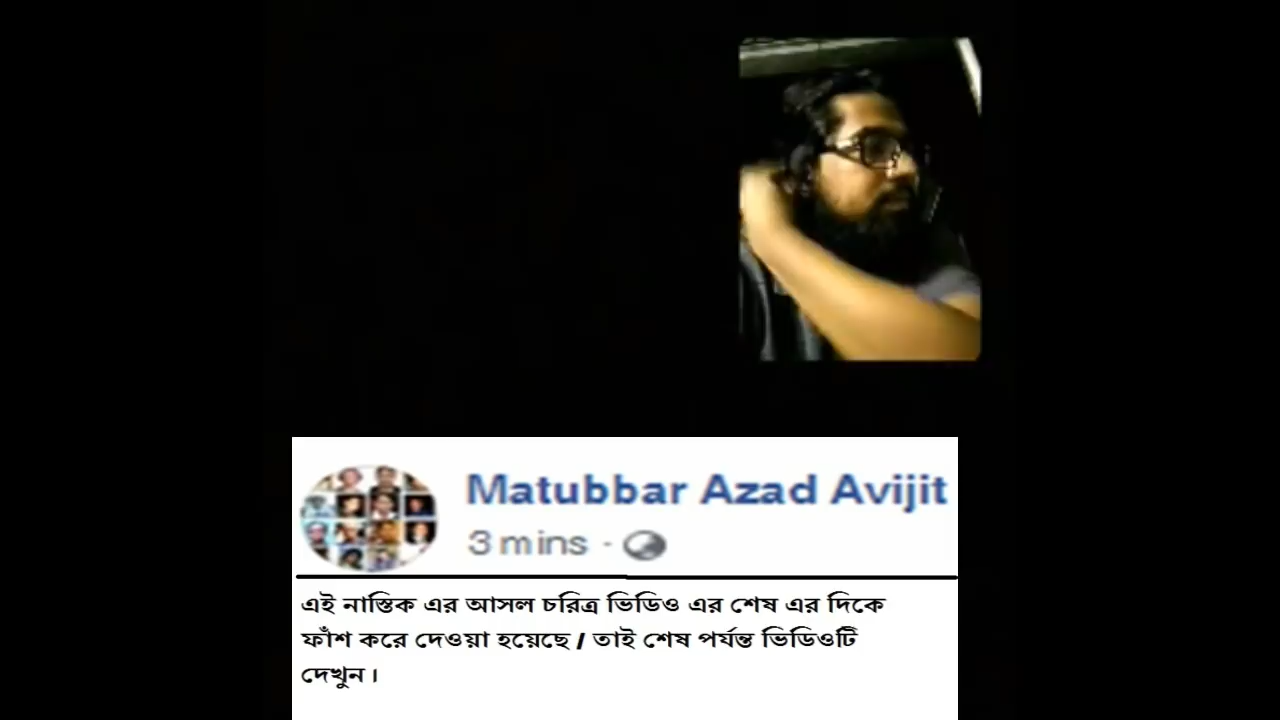 Matubbar Azad Avijit
3 mins ·
এই নাস্তিক এর আসল চরিত্র ভিডিও এর শেষ এর দিকে
ফাঁশ করে দেওয়া হয়েছে / তাই শেষ পর্যন্ত ভিডিওটি
দেখুন।